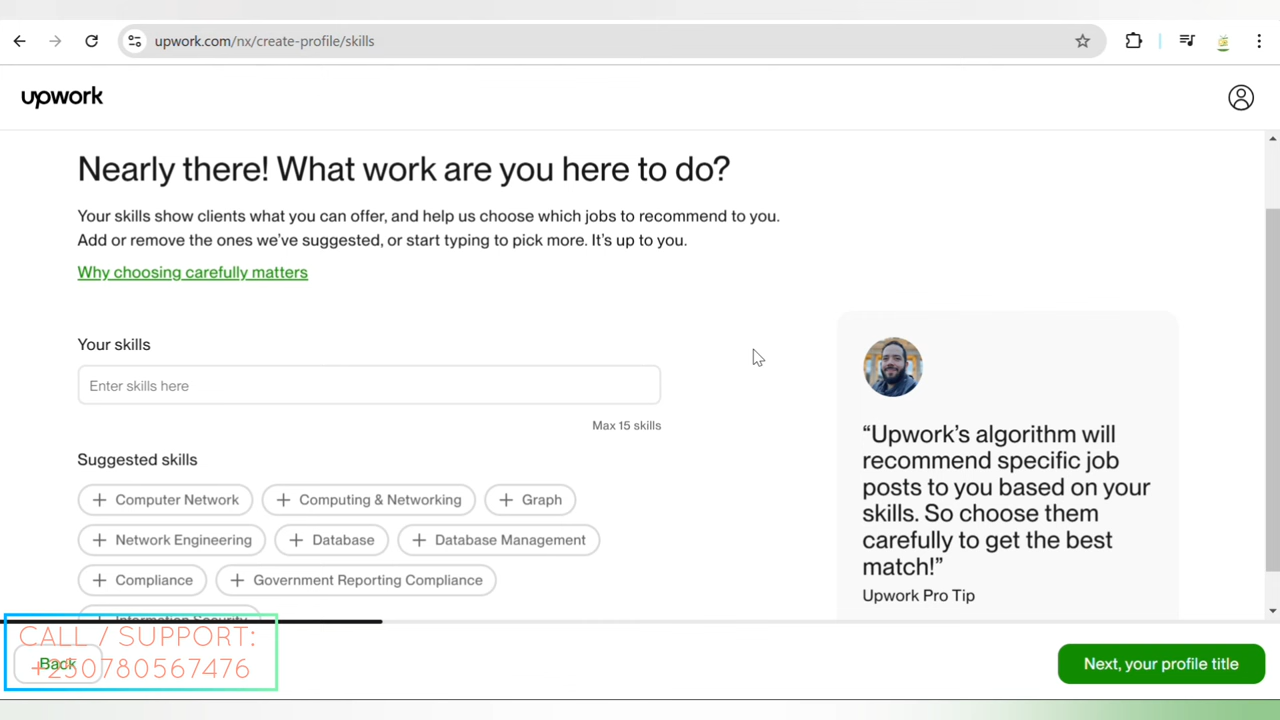 upwork.com/nx/create-profile/skills
upwork
Nearly there! What work are you here to do?
Your skills show clients what you can offer, and help us choose which jobs to recommend to you.
Add or remove the ones we've suggested, or start typing to pick more. It's up to you.
Why choosing carefully matters
Your skills
Enter skills here
Max 15 skills
Suggested skills
Computer Network
Computing & Networking
Graph
Network Engineering
Database
Database Management
Compliance
Government Reporting Compliance
Information Security
“Upwork's algorithm will
recommend specific job
posts to you based on your
skills. So choose them
carefully to get the best
match!”
Upwork Pro Tip
CALL / SUPPORT:
+250780567476
Back
Next, your profile title